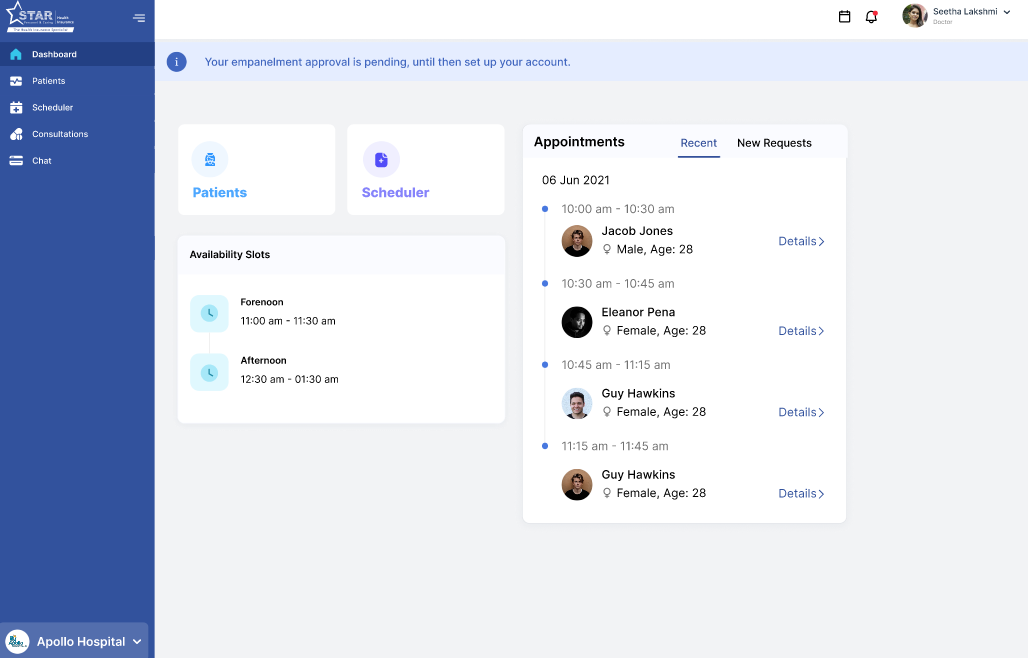 STAR Health Insurance
Personal & Caring
The Health Insurance Specialist
Seetha Lakshmi
Doctor
Dashboard
Patients
Scheduler
Consultations
Chat
Your empanelment approval is pending, until then set up your account.
Patients
Scheduler
Availability Slots
Forenoon
11:00 am - 11:30 am
Afternoon
12:30 am - 01:30 am
Appointments
Recent
New Requests
06 Jun 2021
10:00 am - 10:30 am
Jacob Jones
Male, Age: 28
Details
10:30 am - 10:45 am
Eleanor Pena
Female, Age: 28
Details
10:45 am - 11:15 am
Guy Hawkins
Female, Age: 28
Details
11:15 am - 11:45 am
Guy Hawkins
Female, Age: 28
Details
Apollo Hospital